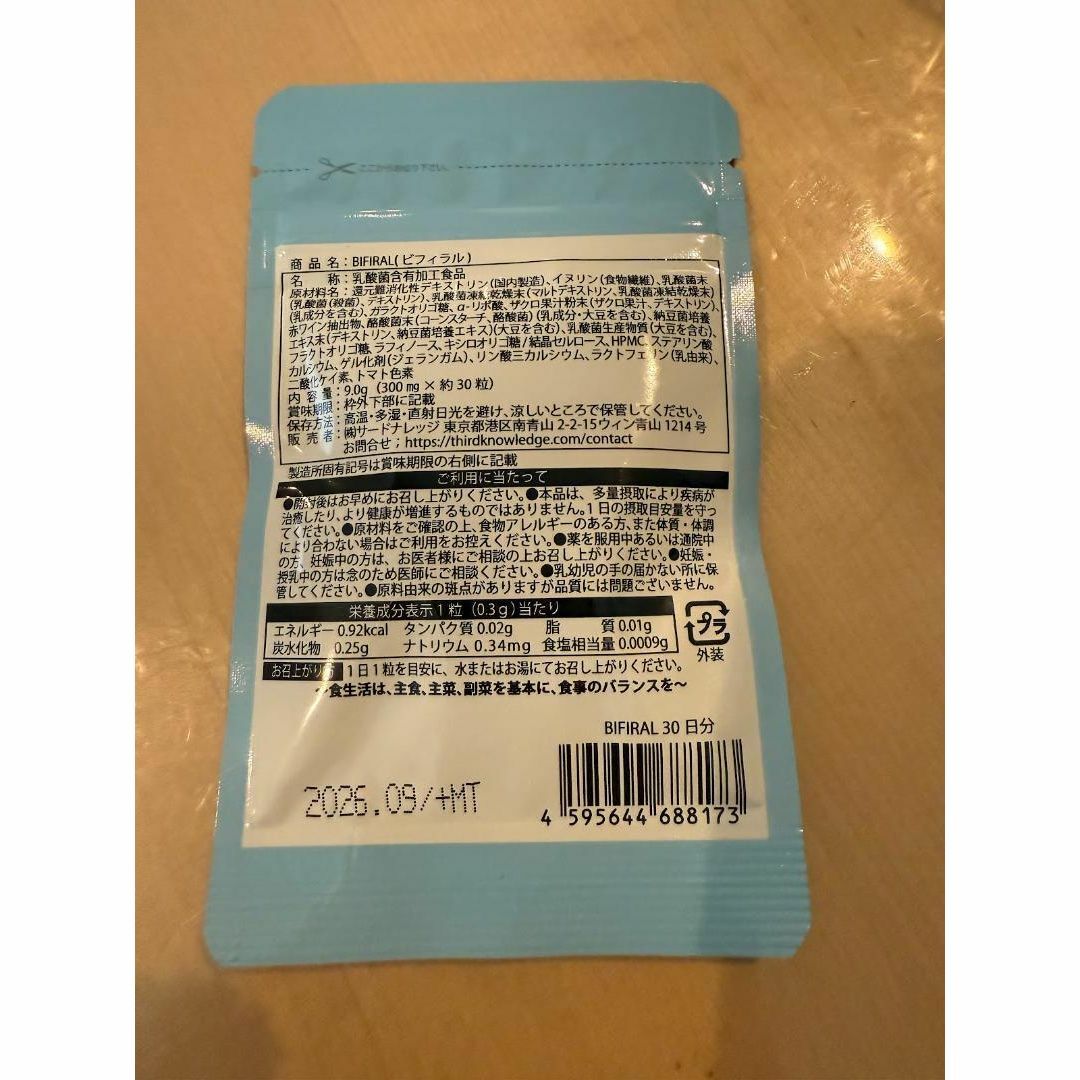 ここから切り取り下さい。
商品名:BIFIRAL(ビフィラル)
名称:乳酸菌含有加工食品
原材料名:還元難消化性デキストリン(国内製造)、イヌリン(食物繊維)、乳酸菌末
(乳酸菌(殺菌)、デキストリン)、乳酸菌凍結乾燥末(マルトデキストリン、乳酸菌凍結乾燥末)
(乳成分を含む)、ガラクトオリゴ糖、α-リポ酸、ザクロ果汁粉末(ザクロ果汁、デキストリン)、
赤ワイン抽出物、酪酸菌末(コーンスターチ、酪酸菌)(乳成分・大豆を含む)、納豆菌培養
エキス末(デキストリン、納豆菌培養エキス)(大豆を含む)、乳酸菌生産物質(大豆を含む)、
フラクトオリゴ糖、ラフィノース、キシロオリゴ糖/結晶セルロース、HPMC、ステアリン酸
カルシウム、ゲル化剤(ジェランガム)、リン酸三カルシウム、ラクトフェリン(乳由来)、
二酸化ケイ素、トマト色素
内容量:9.0g(300mg×約30粒)
賞味期限:枠外下部に記載
保存方法:高温・多湿・直射日光を避け、涼しいところで保管してください。
販売者:㈱サードナレッジ 東京都港区南青山2-2-15ウィン青山1214号
お問合せ;https://thirdknowledge.com/contact
製造所固有記号は賞味期限の右側に記載
ご利用に当たって
●開封後はお早めにお召し上がりください。●本品は、多量摂取により疾病が
治癒したり、より健康が増進するものではありません。1日の摂取目安量を守っ
てください。●原材料をご確認の上、食物アレルギーのある方、また体質・体調
により合わない場合はご利用をお控えください。●薬を服用中あるいは通院中
の方、妊娠中の方は、お医者様にご相談の上お召し上がりください。●妊娠・
授乳中の方は念のため医師にご相談ください。●乳幼児の手の届かない所に保
管してください。●原料由来の斑点がありますが品質には問題ございません。
栄養成分表示1粒(0.3g)当たり
エネルギー0.92kcal タンパク質0.02g 脂質0.01g
炭水化物 0.25g ナトリウム0.34mg 食塩相当量0.0009g
プラ
外装
お召上がり方 1日1粒を目安に、水またはお湯にてお召し上がりください。
~食生活は、主食、主菜、副菜を基本に、食事のバランスを~
BIFIRAL 30日分
2026.09/+MT
4 595644 688173